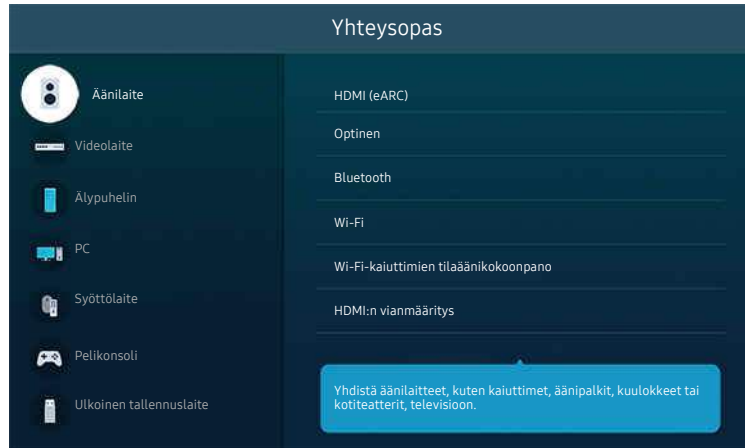 Yhteysopas
Äänilaite
Videolaite
Älypuhelin
PC
Syöttölaite
Pelikonsoli
Ulkoinen tallennuslaite
HDMI (eARC)
Optinen
Bluetooth
Wi-Fi
Wi-Fi-kaiuttimien tilaäänikokoonpano
HDMI:n vianmääritys
Yhdistä äänilaitteet, kuten kaiuttimet, äänipalkit, kuulokkeet tai
kotiteatterit, televisioon.